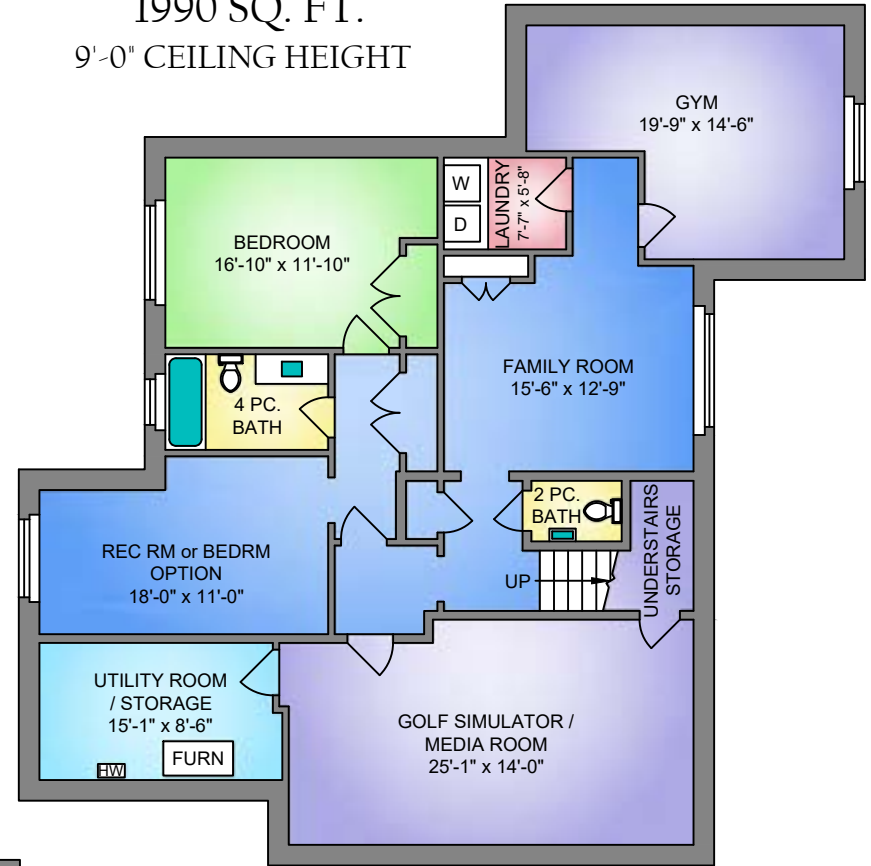 1990 SQ. FT.
9'-0" CEILING HEIGHT
GYM
19'-9" x 14'-6"
W
D
LAUNDRY
7'-7" x 5'-8"
BEDROOM
16'-10" x 11'-10"
FAMILY ROOM
15'-6" x 12'-9"
4 PC.
BATH
2 PC.
BATH
UNDERSTAIRS
STORAGE
REC RM or BEDRM
OPTION
18'-0" x 11'-0"
UP
UTILITY ROOM
/ STORAGE
15'-1" x 8'-6"
FURN
HW
GOLF SIMULATOR /
MEDIA ROOM
25'-1" x 14'-0"